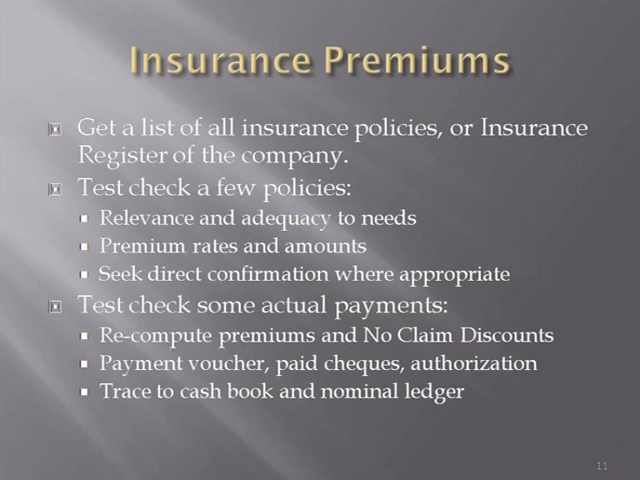 Insurance Premiums
Get a list of all insurance policies, or Insurance
Register of the company.
Test check a few policies:
Relevance and adequacy to needs
Premium rates and amounts
Seek direct confirmation where appropriate
Test check some actual payments:
Re-compute premiums and No Claim Discounts
Payment voucher, paid cheques, authorization
Trace to cash book and nominal ledger
11